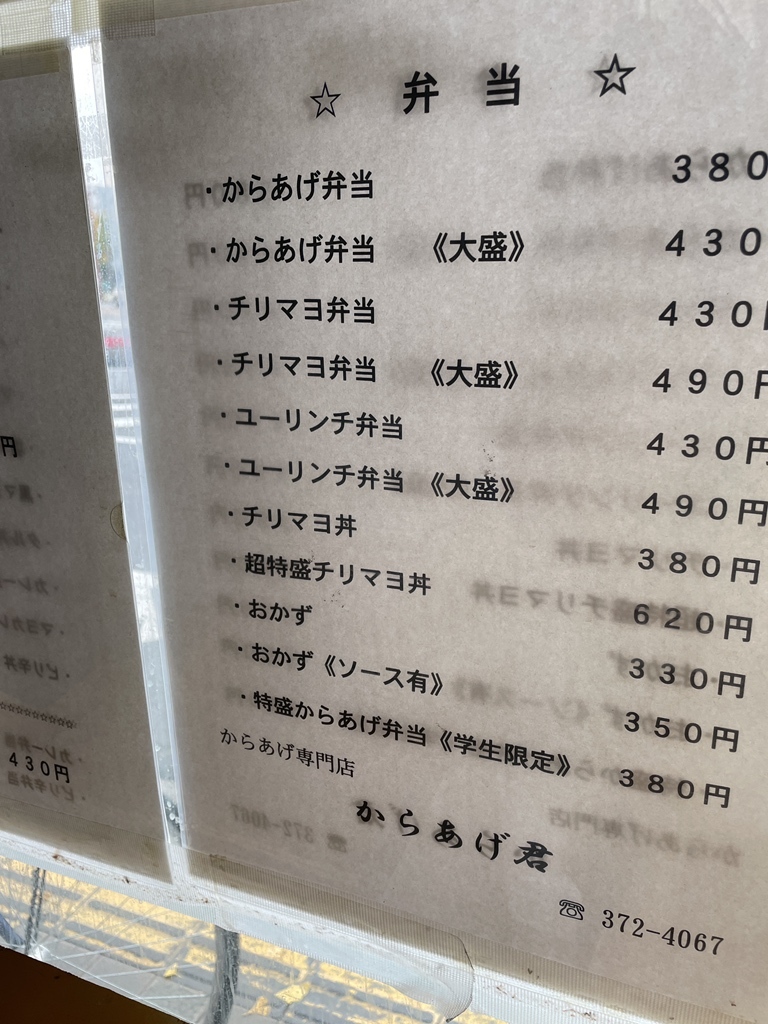 ☆ 弁当 ☆
・からあげ弁当 380
・からあげ弁当 《大盛》 430
・チリマヨ弁当 430
・チリマヨ弁当 《大盛》 490円
・ユーリンチ弁当 430円
・ユーリンチ弁当 《大盛》 490円
・チリマヨ丼 380円
・超特盛チリマヨ丼 620円
・おかず 330円
・おかず《ソース有》 350円
・特盛からあげ弁当《学生限定》 380円
からあげ専門店
からあげ君
☏ 372-4067
円
430円